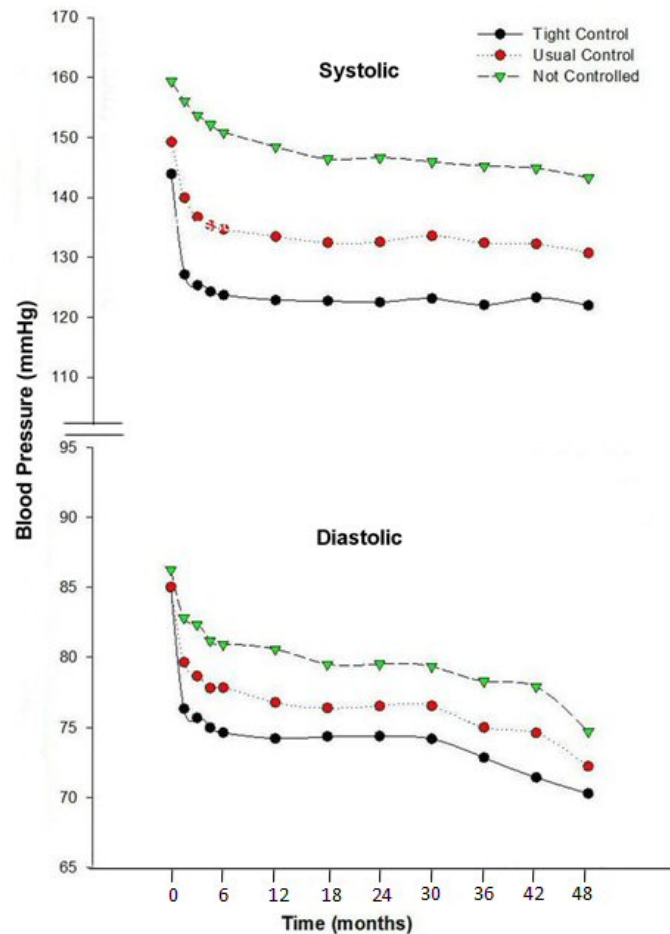 170
160
150
140
130
120
110
95
90
85
80
75
70
65
Blood Pressure (mmHg)
Systolic
Tight Control
Usual Control
Not Controlled
Diastolic
0 6 12 18 24 30 36 42 48
Time (months)